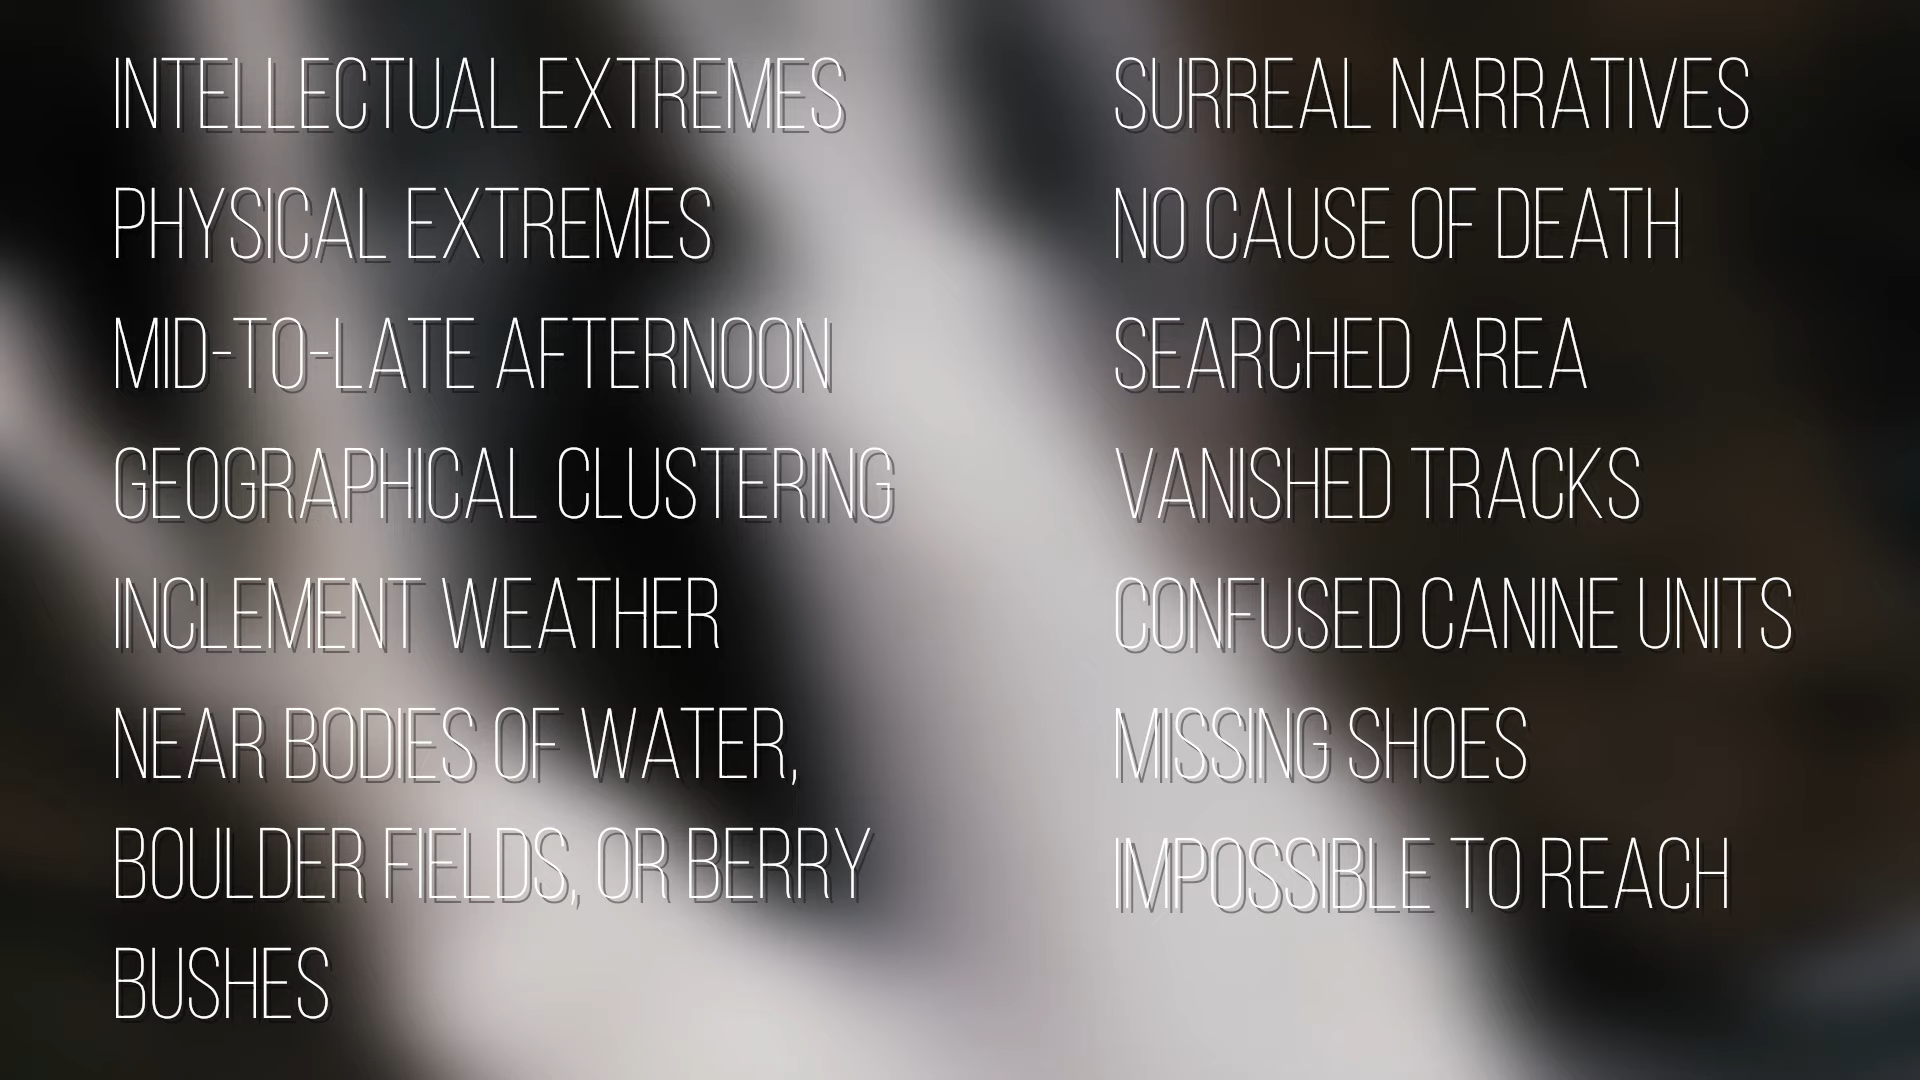 INTELLECTUAL EXTREMES
PHYSICAL EXTREMES
MID-TO-LATE AFTERNOON
GEOGRAPHICAL CLUSTERING
INCLEMENT WEATHER
NEAR BODIES OF WATER,
BOULDER FIELDS, OR BERRY
BUSHES
SURREAL NARRATIVES
NO CAUSE OF DEATH
SEARCHED AREA
VANISHED TRACKS
CONFUSED CANINE UNITS
MISSING SHOES
IMPOSSIBLE TO REACH